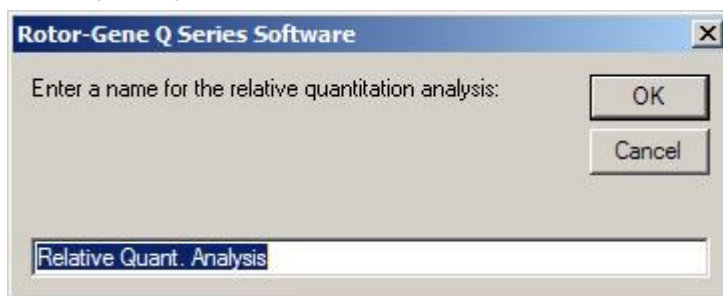 Rotor-Gene Q Series Software
Enter a name for the relative quantitation analysis:
OK
Cancel
Relative Quant. Analysis